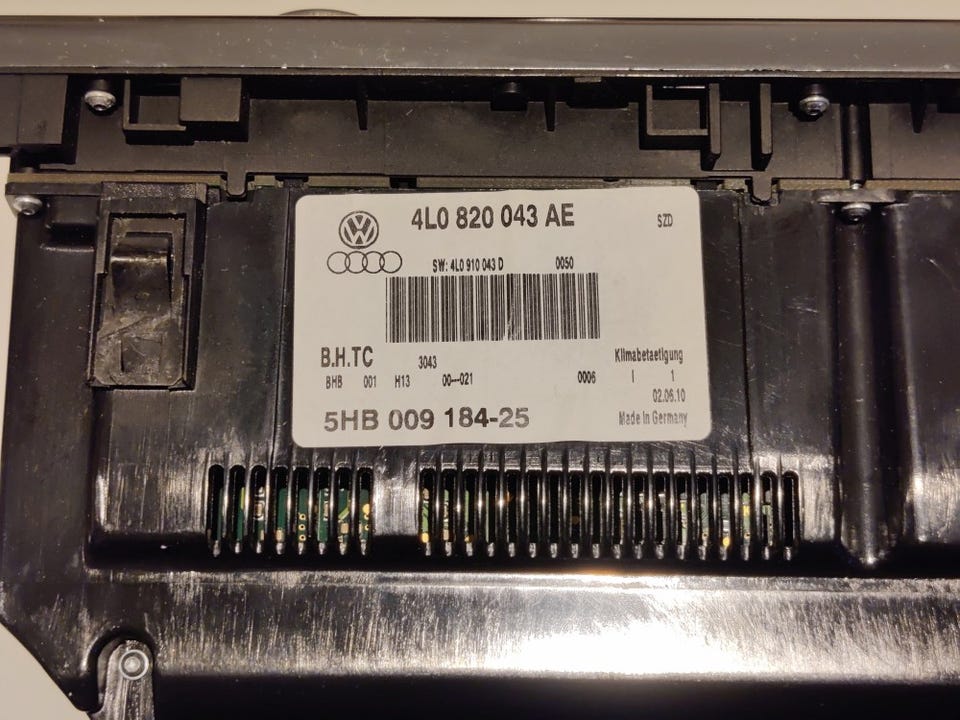 4L0 820 043 AE
SZD
SW: 4L0 910 043 D 0050
B.H.TC 3043
Klimabetaetigung
BHB 001 H13 00---021 0006 I 1
02.06.10
5HB 009 184-25
Made in Germany